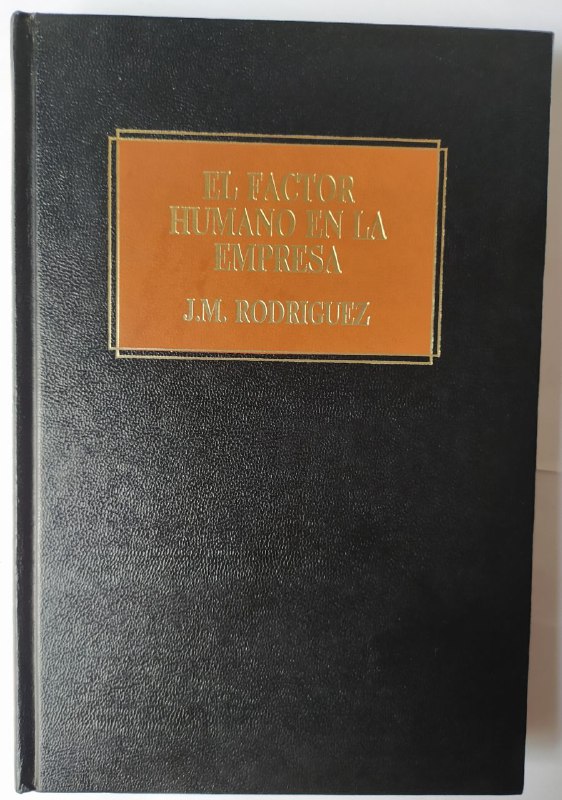 EL FACTOR
HUMANO EN LA
EMPRESA
J.M. RODRIGUEZ